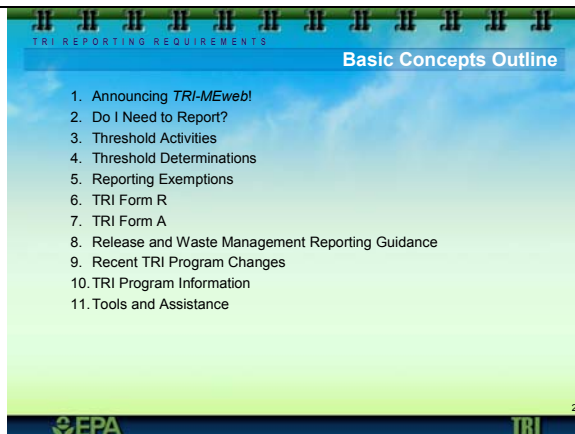 TRI REPORTING REQUIREMENTS
Basic Concepts Outline
1. Announcing TRI-MEweb!
2. Do I Need to Report?
3. Threshold Activities
4. Threshold Determinations
5. Reporting Exemptions
6. TRI Form R
7. TRI Form A
8. Release and Waste Management Reporting Guidance
9. Recent TRI Program Changes
10. TRI Program Information
11. Tools and Assistance
2
EPA
TRI